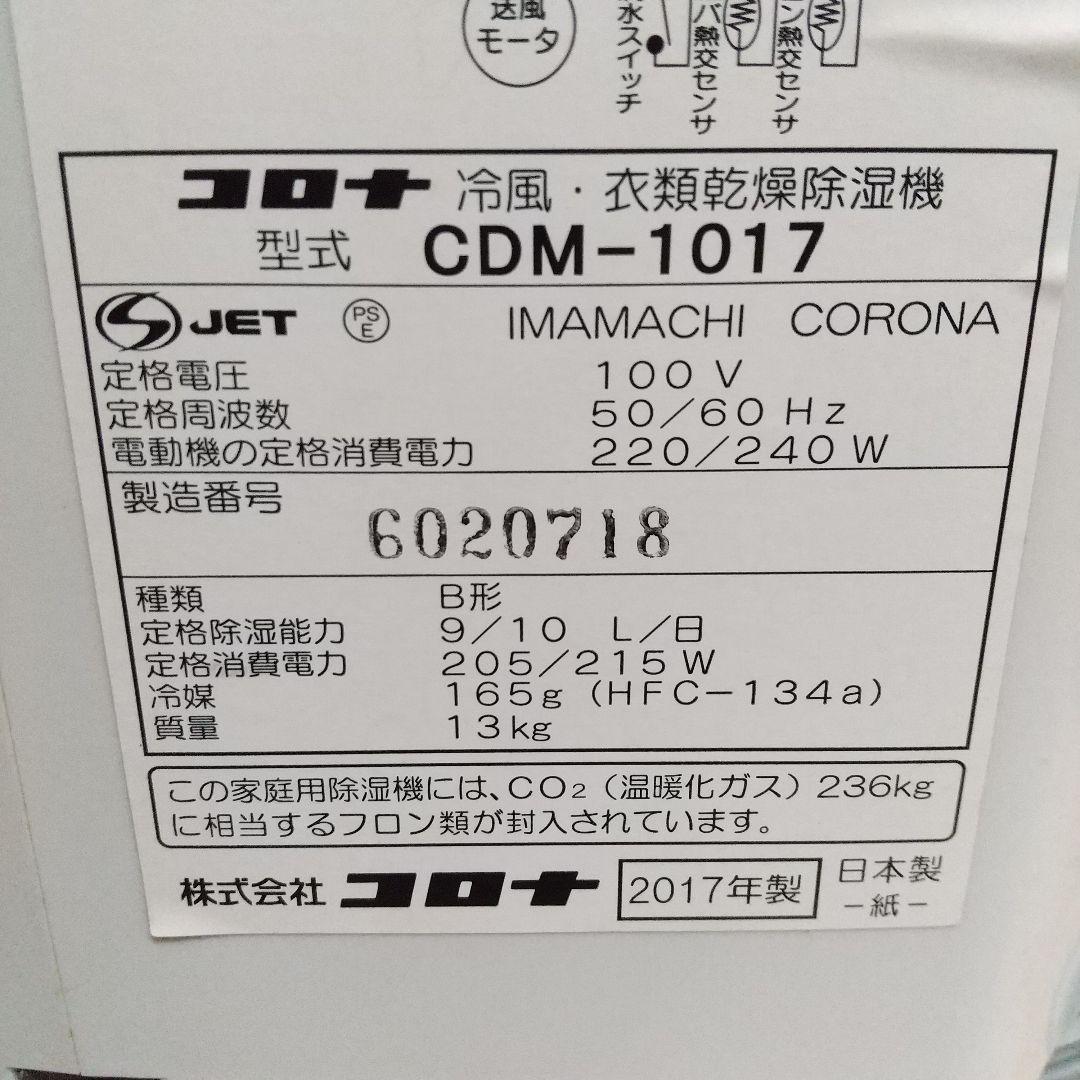 送風
モータ
水スイッチ
熱交センサ
ン熱交センサ
コロナ 冷風・衣類乾燥除湿機
型式 CDM-1017
S JET PSE IMAMACHI CORONA
定格電圧 100 V
定格周波数 50/60 Hz
電動機の定格消費電力 220/240 W
製造番号
6020718
種類 B形
定格除湿能力 9/10 L/日
定格消費電力 205/215W
冷媒 165g (HFC-134a)
質量 13kg
この家庭用除湿機には、CO2(温暖化ガス)236kg
に相当するフロン類が封入されています。
株式会社 コロナ 2017年製 日本製
-紙-